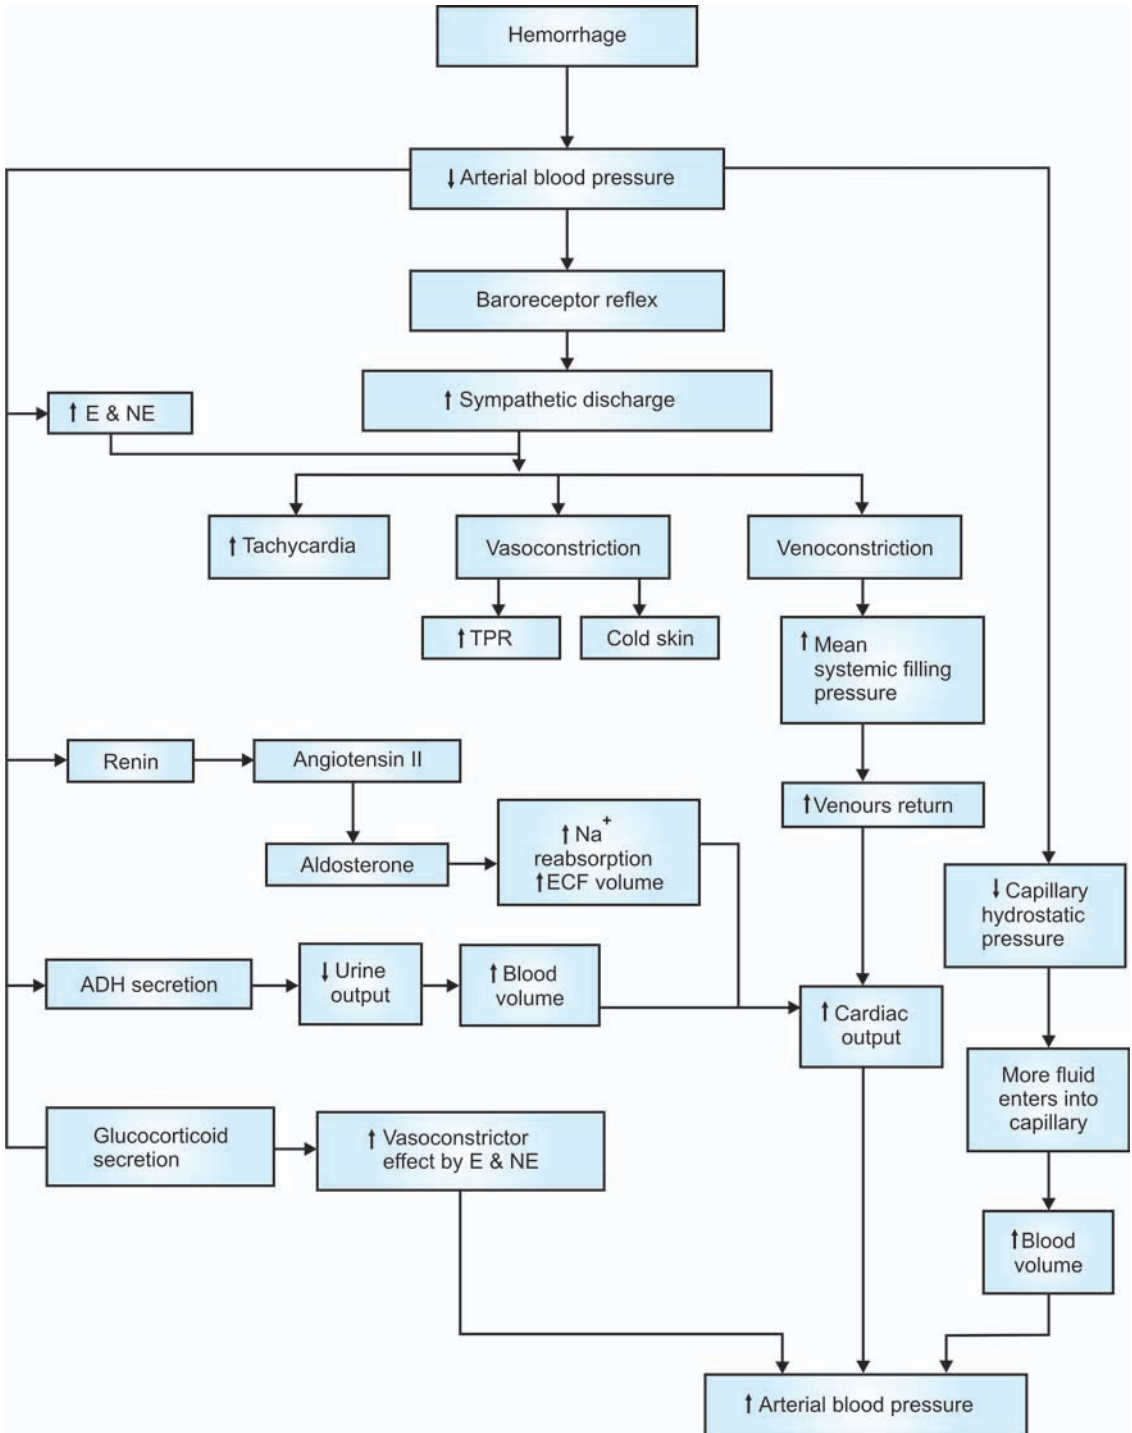 Hemorrhage
↓ Arterial blood pressure
Baroreceptor reflex
↑ E & NE
↑ Sympathetic discharge
↑ Tachycardia
Vasoconstriction
Venoconstriction
↑ TPR
Cold skin
↑ Mean
systemic filling
pressure
Renin
Angiotensin II
↑ Venours return
Aldosterone
↑ Na⁺
reabsorption
↑ ECF volume
↓ Capillary
hydrostatic
pressure
ADH secretion
↓ Urine
output
↑ Blood
volume
↑ Cardiac
output
More fluid
enters into
capillary
Glucocorticoid
secretion
↑ Vasoconstrictor
effect by E & NE
↑ Blood
volume
↑ Arterial blood pressure